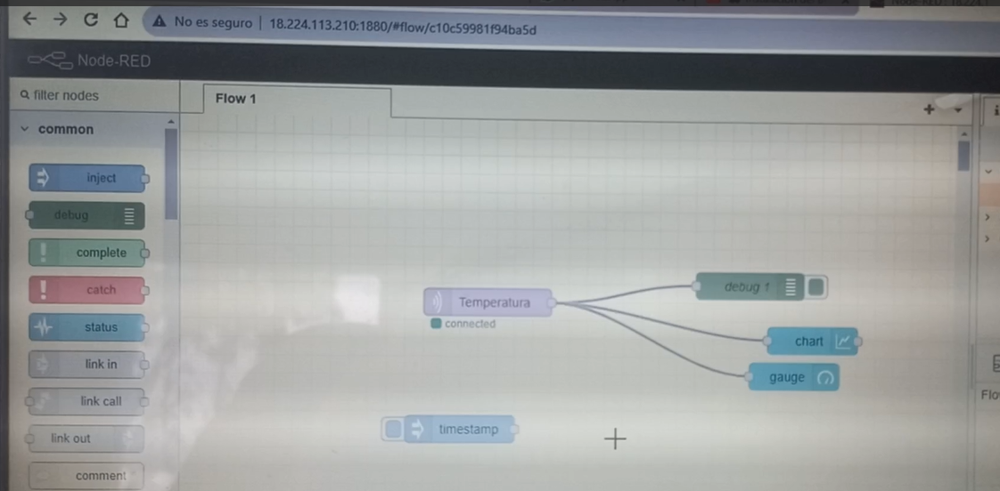 No es seguro | 18.224.113.210:1880/#flow/c10c59981f94ba5d
Node-RED
filter nodes
Flow 1
common
inject
debug
complete
catch
status
link in
link call
link out
comment
Temperatura
connected
debug 1
chart
gauge
timestamp
Flo